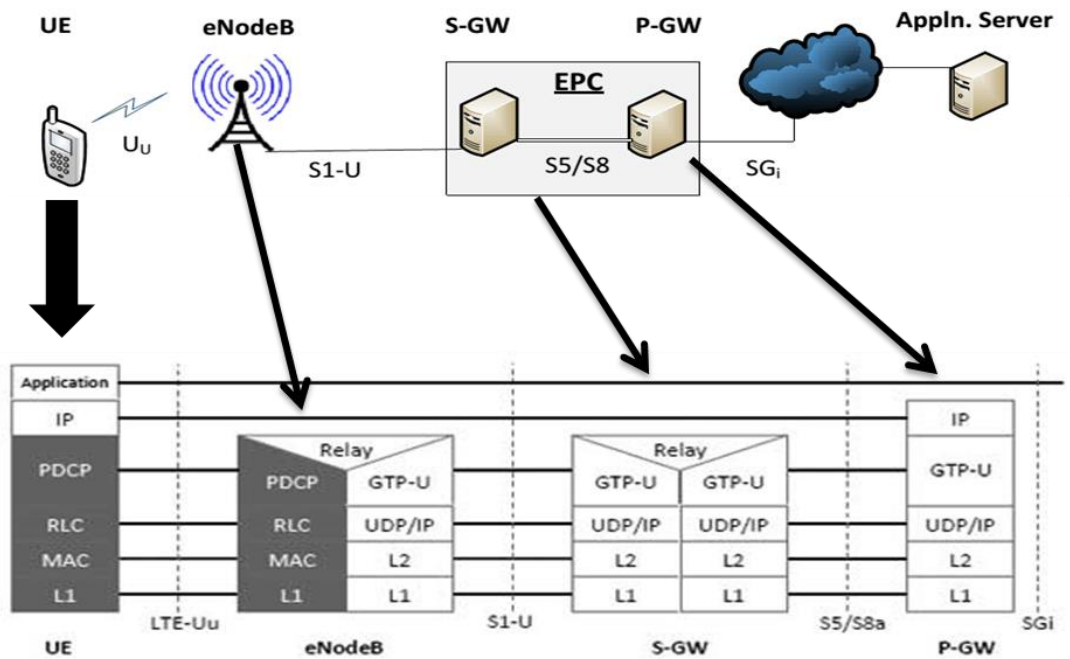 UE eNodeB S-GW P-GW Appln. Server
EPC
U_U S1-U S5/S8 SG_i
Application
IP IP
Relay Relay
PDCP PDCP GTP-U GTP-U GTP-U GTP-U
RLC RLC UDP/IP UDP/IP UDP/IP UDP/IP
MAC MAC L2 L2 L2 L2
L1 L1 L1 L1 L1 L1
LTE-Uu S1-U S5/S8a SGi
UE eNodeB S-GW P-GW